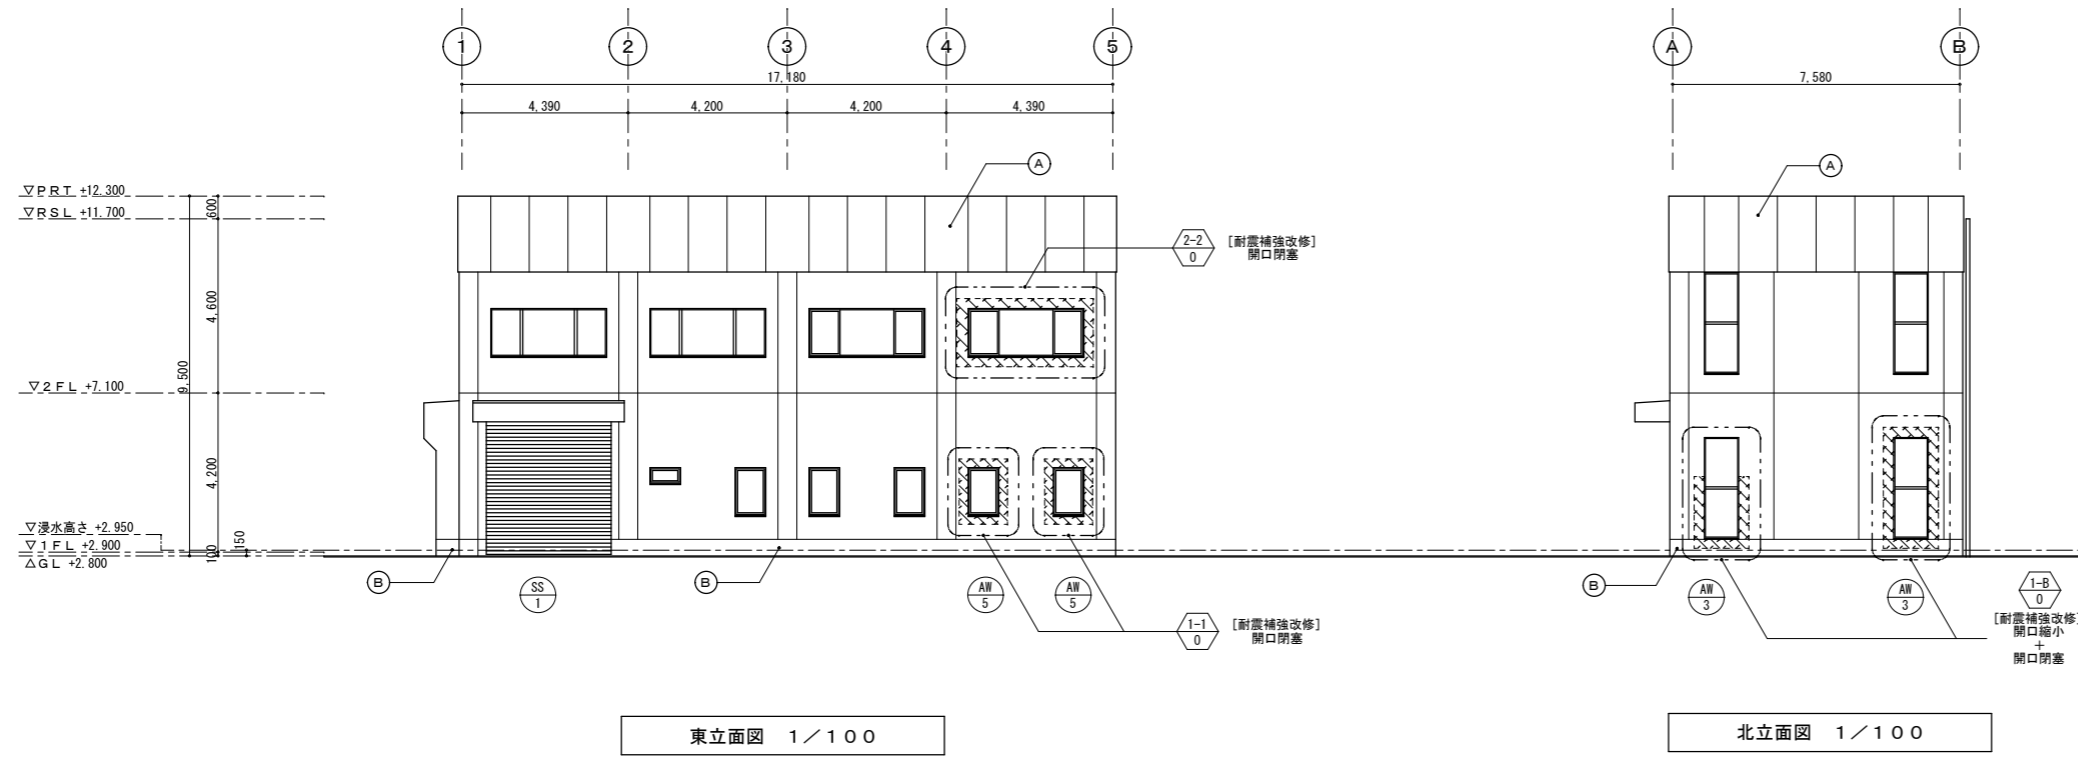 1 2 3 4 5
17,180
4,390 4,200 4,200 4,390
A B
7,580
A
A
▽PRT +12.300
▽RSL +11.700
▽2FL +7.100
▽浸水高さ +2.950
▽1FL +2.900
△GL +2.800
600
4,600
9,500
4,200
150
100
2-2
0
[耐震補強改修]
開口閉塞
B
SS
1
B
AW
5
AW
5
1-1
0
[耐震補強改修]
開口閉塞
B
AW
3
AW
3
1-B
0
[耐震補強改修]
開口縮小
+
開口閉塞
東立面図 1/100
北立面図 1/100